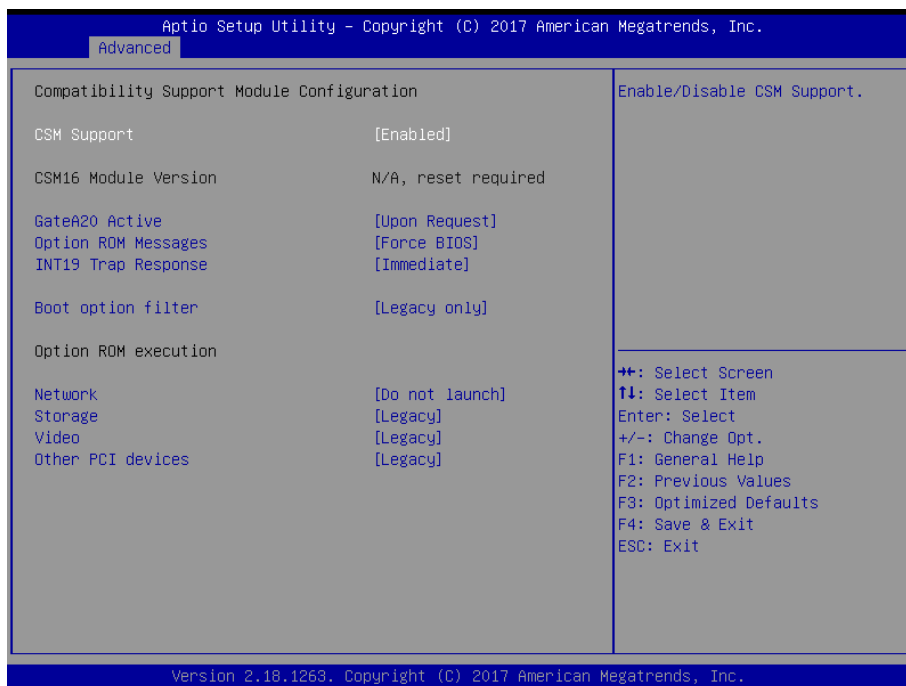 Aptio Setup Utility – Copyright (C) 2017 American Megatrends, Inc.
Advanced
Compatibility Support Module Configuration
CSM Support [Enabled]
CSM16 Module Version N/A, reset required
GateA20 Active [Upon Request]
Option ROM Messages [Force BIOS]
INT19 Trap Response [Immediate]
Boot option filter [Legacy only]
Option ROM execution
Network [Do not launch]
Storage [Legacy]
Video [Legacy]
Other PCI devices [Legacy]
Enable/Disable CSM Support.
→←: Select Screen
↑↓: Select Item
Enter: Select
+/-: Change Opt.
F1: General Help
F2: Previous Values
F3: Optimized Defaults
F4: Save & Exit
ESC: Exit
Version 2.18.1263. Copyright (C) 2017 American Megatrends, Inc.